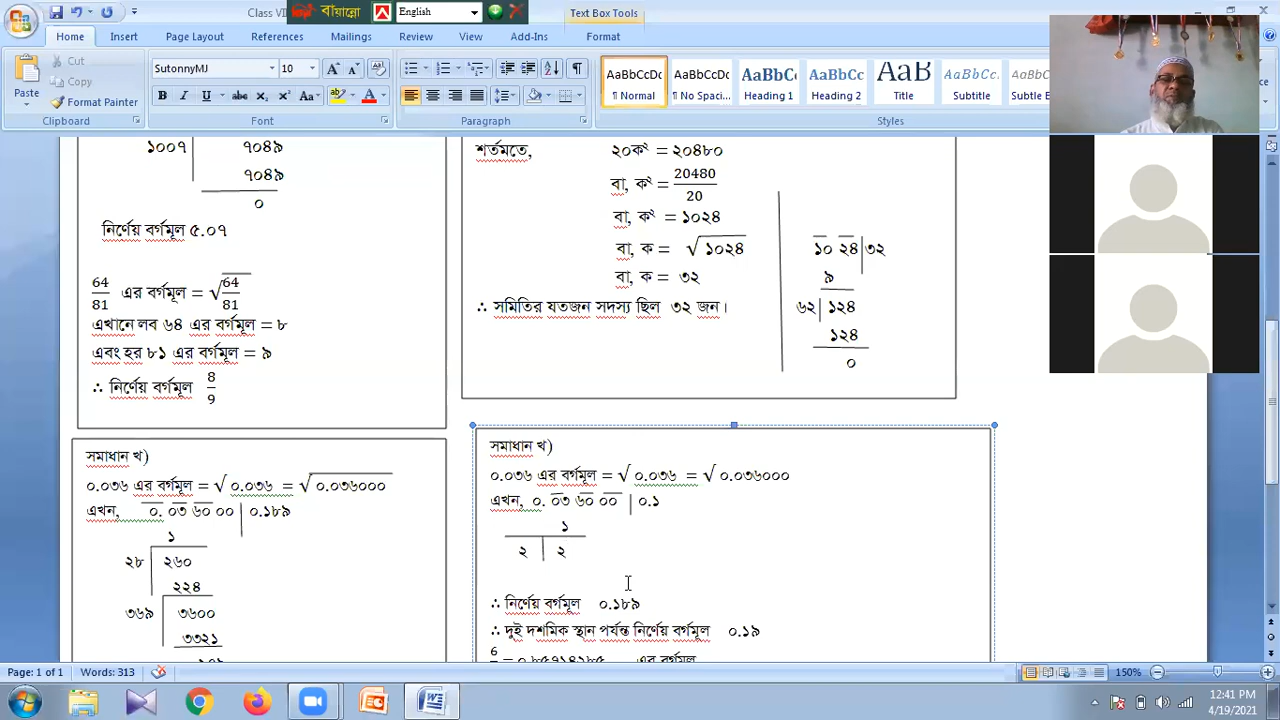 Class VI
বায়ান্নো
English
Text Box Tools
Home Insert Page Layout References Mailings Review View Add-Ins Format
Cut
Copy
Paste
Format Painter
Clipboard
SutonnyMJ 10
Font
Paragraph
AaBbCcDc AaBbCcDc AaBbC AaBbCc AaB AaBbCc. AaBbCc
¶ Normal ¶ No Spaci... Heading 1 Heading 2 Title Subtitle Subtle E
Styles
১০০৭ | ৭০৪৯
৭০৪৯
০
নির্ণেয় বর্গমূল ৫.০৭
64/81 এর বর্গমূল = √64/81
এখানে লব ৬৪ এর বর্গমূল = ৮
এবং হর ৮১ এর বর্গমূল = ৯
∴ নির্ণেয় বর্গমূল 8/9
শর্তমতে, ২০ক² = ২০৪৮০
বা, ক² = 20480/20
বা, ক² = ১০২৪
বা, ক = √১০২৪
বা, ক = ৩২
∴ সমিতির যতজন সদস্য ছিল ৩২ জন।
১০ ২৪ | ৩২
৯
৬২ | ১২৪
১২৪
০
সমাধান খ)
০.০৩৬ এর বর্গমূল = √ ০.০৩৬ = √ ০.০৩৬০০০
এখন, ০. ০৩ ৬০ ০০ | ০.১৮৯
১
২৮ | ২৬০
২২৪
৩৬৯ | ৩৬০০
৩৩২১
সমাধান খ)
০.০৩৬ এর বর্গমূল = √ ০.০৩৬ = √ ০.০৩৬০০০
এখন, ০. ০৩ ৬০ ০০ | ০.১
১
২ | ২
∴ নির্ণেয় বর্গমূল ০.১৮৯
∴ দুই দশমিক স্থান পর্যন্ত নির্ণেয় বর্গমূল ০.১৯
6 = ০.৮৫৭১৪২৮৫ এর বর্গমূল
Page: 1 of 1 Words: 313 150%
12:41 PM
4/19/2021